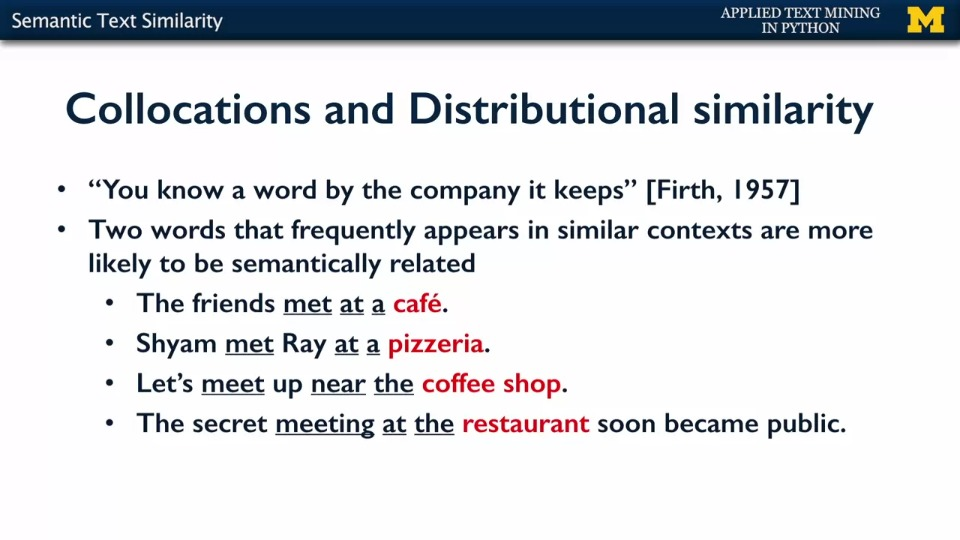 Semantic Text Similarity
APPLIED TEXT MINING
IN PYTHON
M
Collocations and Distributional similarity
• “You know a word by the company it keeps” [Firth, 1957]
• Two words that frequently appears in similar contexts are more
likely to be semantically related
• The friends met at a café.
• Shyam met Ray at a pizzeria.
• Let’s meet up near the coffee shop.
• The secret meeting at the restaurant soon became public.